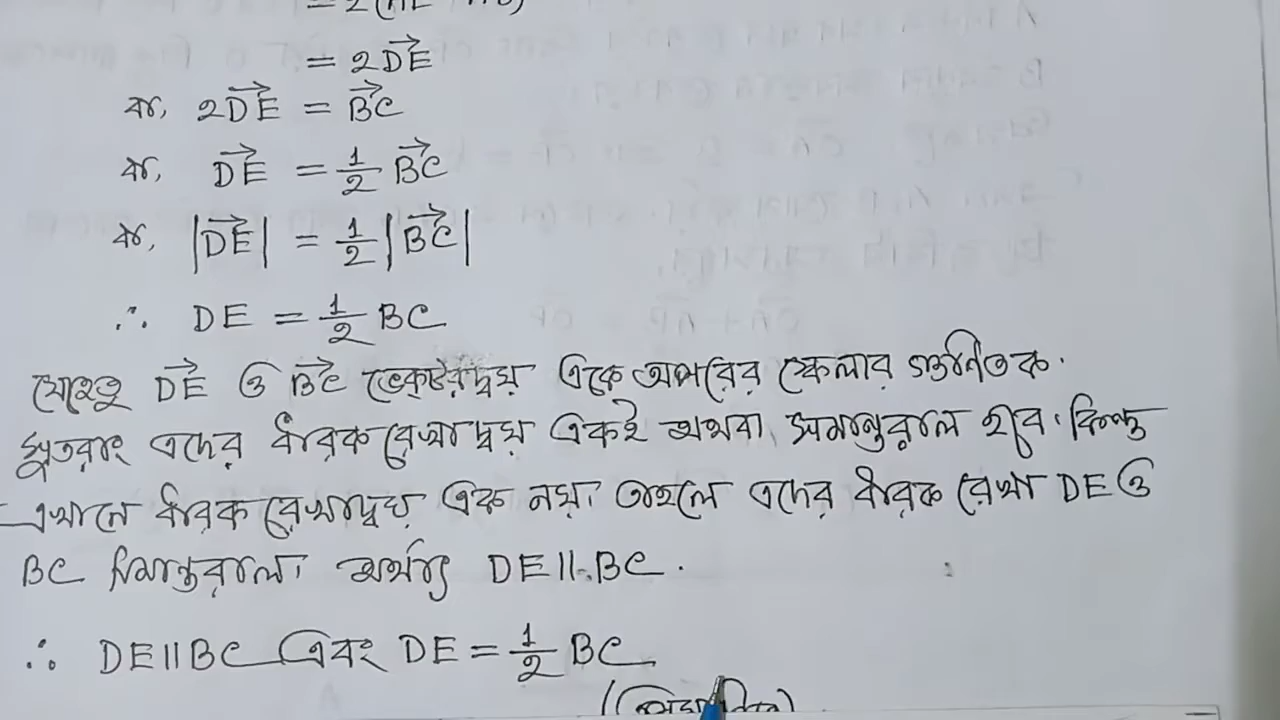 = 2DE→
বা, 2DE→ = BC→
বা, DE→ = 1/2 BC→
বা, |DE→| = 1/2 |BC→|
∴ DE = 1/2 BC
যেহেতু DE→ ও BC→ ভেক্টরদ্বয় একে অপরের স্কেলার গুণিতক.
সুতরাং এদের ধারক রেখাদ্বয় একই অথবা সমান্তরাল হবে. কিন্তু
এখানে ধারক রেখাদ্বয় এক নয়। তাহলে এদের ধারক রেখা DE ও
BC সমান্তরাল। অর্থাৎ DE||BC.
∴ DE||BC এবং DE = 1/2 BC